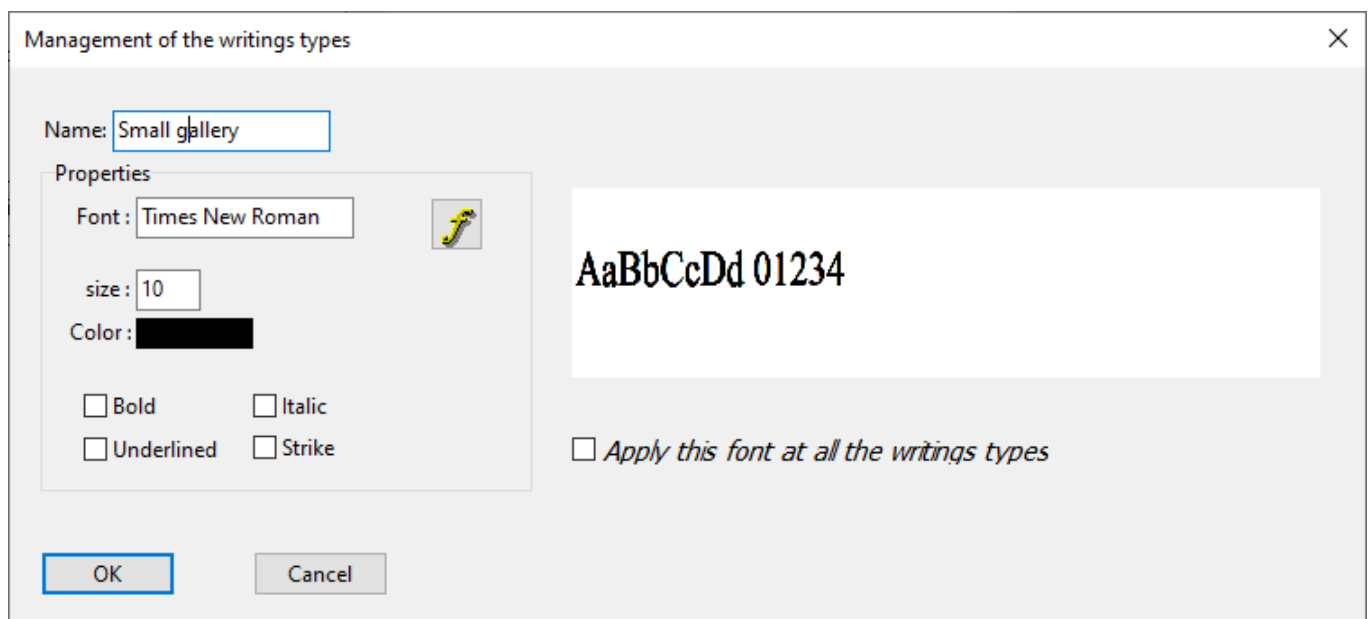 Management of the writings types
Name: Small gallery
Properties
Font : Times New Roman
size : 10
Color :
Bold
Italic
Underlined
Strike
AaBbCcDd 01234
Apply this font at all the writings types
OK
Cancel